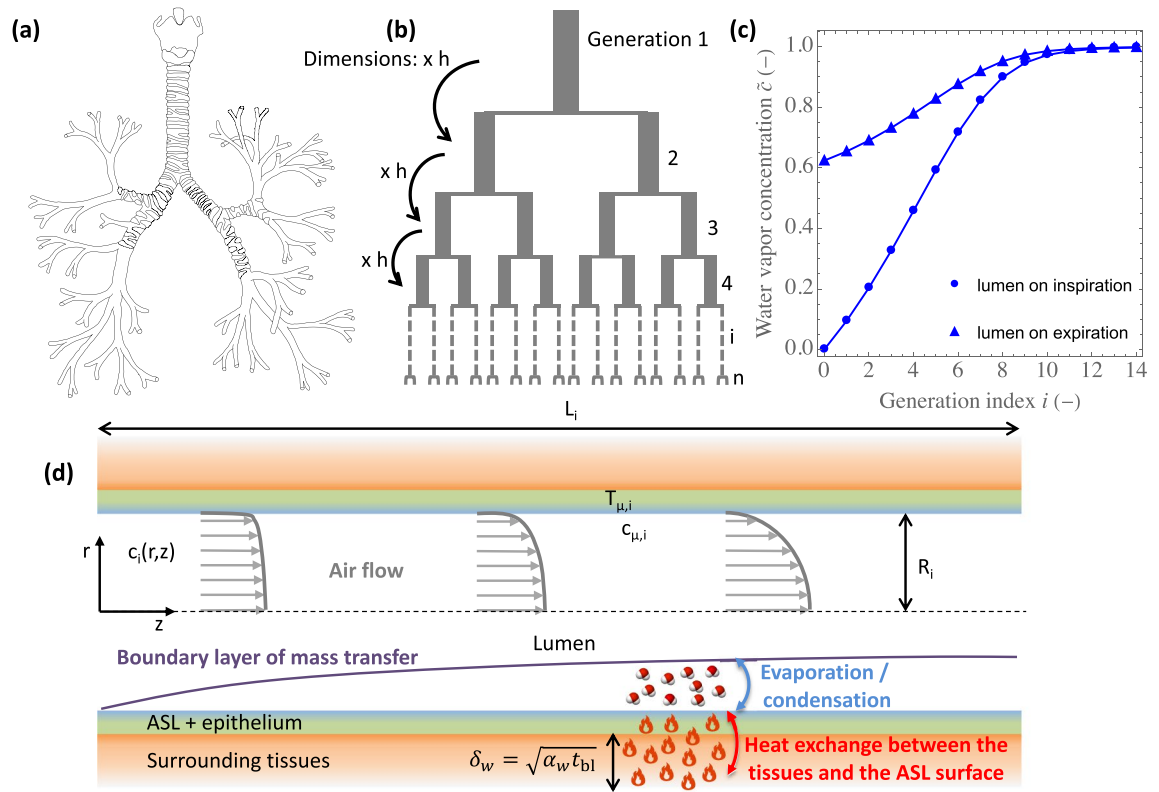 (a)
(b)
Generation 1
Dimensions: x h
x h
x h
2
3
4
i
n
(c)
Water vapor concentration c̃ (−)
1.0
0.8
0.6
0.4
0.2
0.0
lumen on inspiration
lumen on expiration
0 2 4 6 8 10 12 14
Generation index i (−)
(d)
Lᵢ
T_μ,i
c_μ,i
r
cᵢ(r,z)
Air flow
Rᵢ
z
Lumen
Boundary layer of mass transfer
Evaporation /
condensation
ASL + epithelium
Surrounding tissues
δ_w = √(α_w t_bl)
Heat exchange between the
tissues and the ASL surface